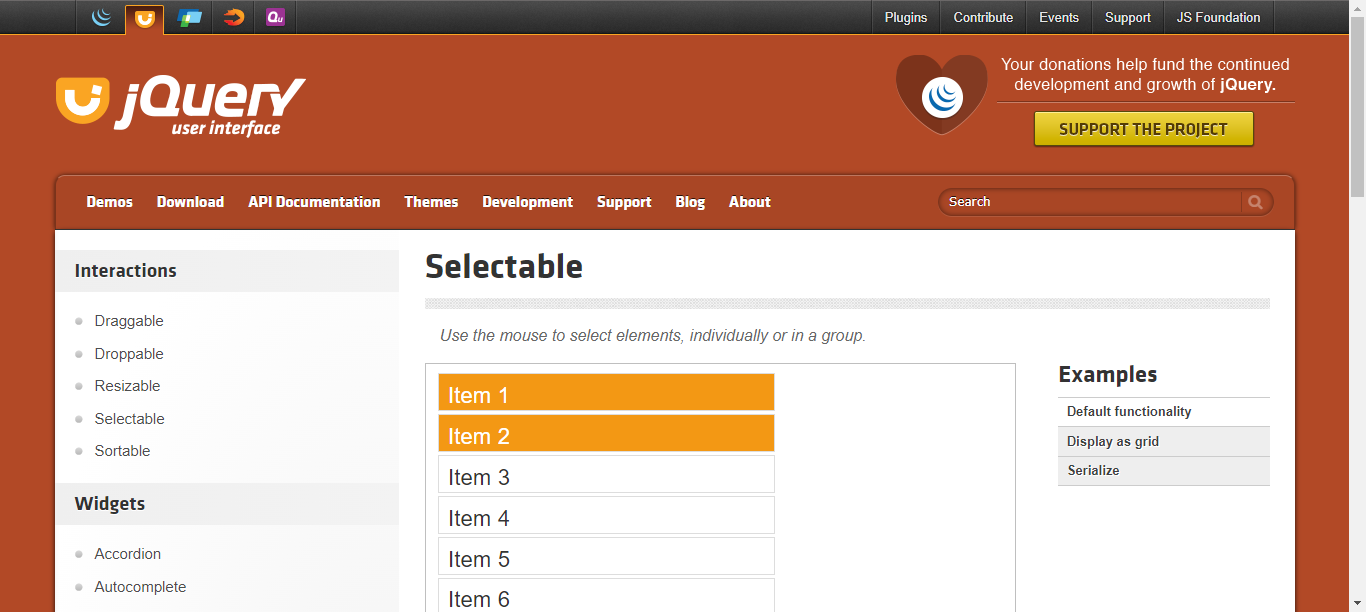 Qu
Plugins
Contribute
Events
Support
JS Foundation
jQuery
user interface
Your donations help fund the continued
development and growth of jQuery.
SUPPORT THE PROJECT
Demos
Download
API Documentation
Themes
Development
Support
Blog
About
Search
Interactions
Draggable
Droppable
Resizable
Selectable
Sortable
Widgets
Accordion
Autocomplete
Selectable
Use the mouse to select elements, individually or in a group.
Item 1
Item 2
Item 3
Item 4
Item 5
Item 6
Examples
Default functionality
Display as grid
Serialize